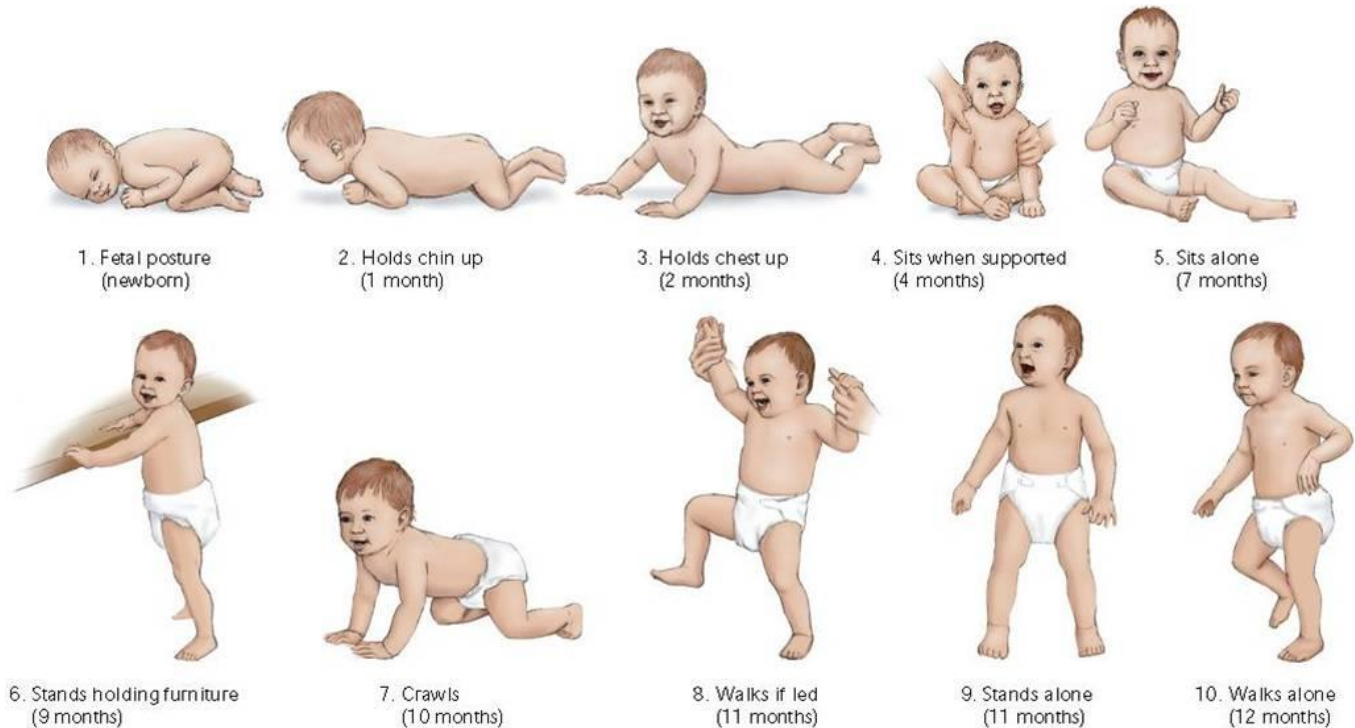 1. Fetal posture
(newborn)
2. Holds chin up
(1 month)
3. Holds chest up
(2 months)
4. Sits when supported
(4 months)
5. Sits alone
(7 months)
6. Stands holding furniture
(9 months)
7. Crawls
(10 months)
8. Walks if led
(11 months)
9. Stands alone
(11 months)
10. Walks alone
(12 months)